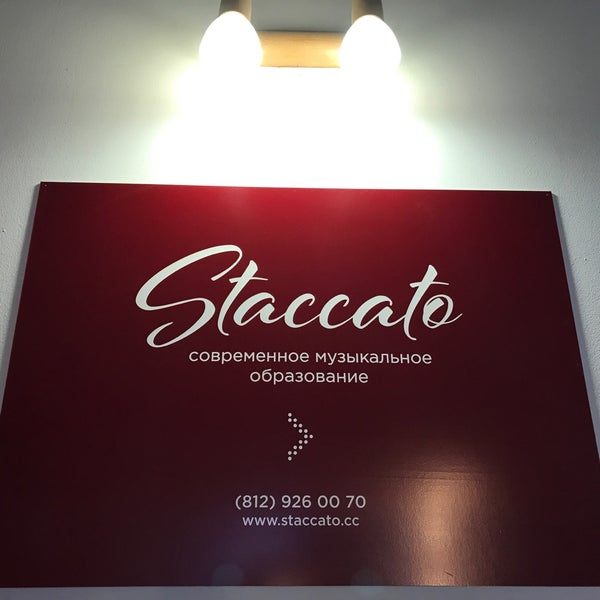 Staccato
современное музыкальное
образование
(812) 926 00 70
www.staccato.cc